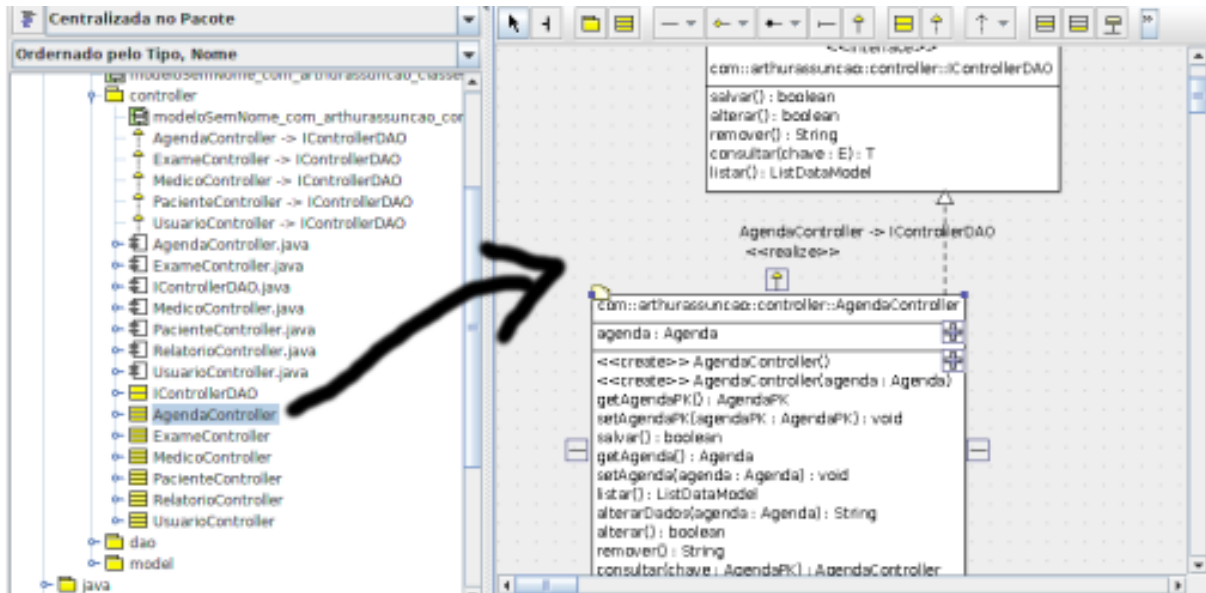 Centralizada no Pacote
Ordernado pelo Tipo, Nome
modeloSemNome_com_arthurassuncao_classe
controller
modeloSemNome_com_arthurassuncao_cor
AgendaController -> IControllerDAO
ExameController -> IControllerDAO
MedicoController -> IControllerDAO
PacienteController -> IControllerDAO
UsuarioController -> IControllerDAO
AgendaController.java
ExameController.java
IControllerDAO.java
MedicoController.java
PacienteController.java
RelatorioController.java
UsuarioController.java
IControllerDAO
AgendaController
ExameController
MedicoController
PacienteController
RelatorioController
UsuarioController
dao
model
java
<<interface>>
com::arthurassuncao::controller::IControllerDAO
salvar() : boolean
alterar() : boolean
remover() : String
consultar(chave : E) : T
listar() : ListDataModel
AgendaController -> IControllerDAO
<<realize>>
com::arthurassuncao::controller::AgendaController
agenda : Agenda
<<create>> AgendaController()
<<create>> AgendaController(agenda : Agenda)
getAgendaPK() : AgendaPK
setAgendaPK(agendaPK : AgendaPK) : void
salvar() : boolean
getAgenda() : Agenda
setAgenda(agenda : Agenda) : void
listar() : ListDataModel
alterarDados(agenda : Agenda) : String
alterar() : boolean
remover() : String
consultar(chave : AgendaPK) : AgendaController